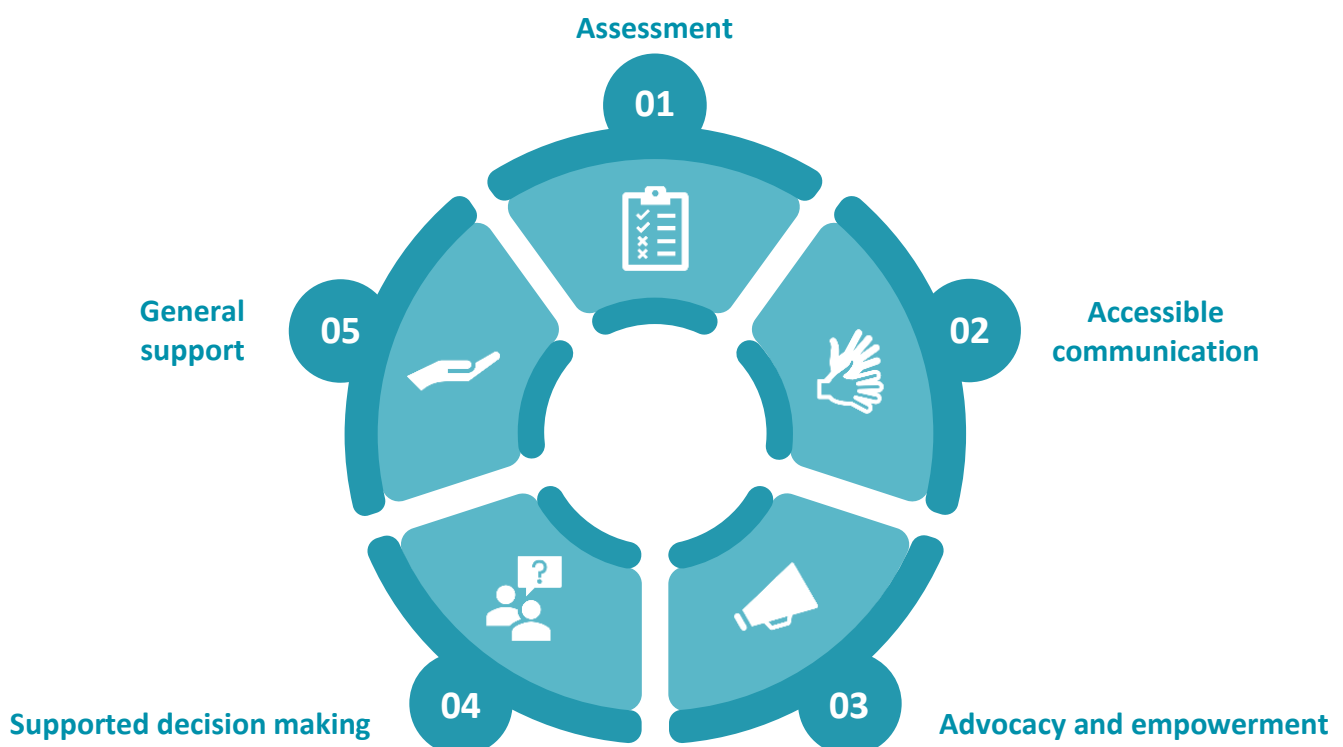 Assessment
01
02
Accessible
communication
03
Advocacy and empowerment
04
Supported decision making
05
General
support
?